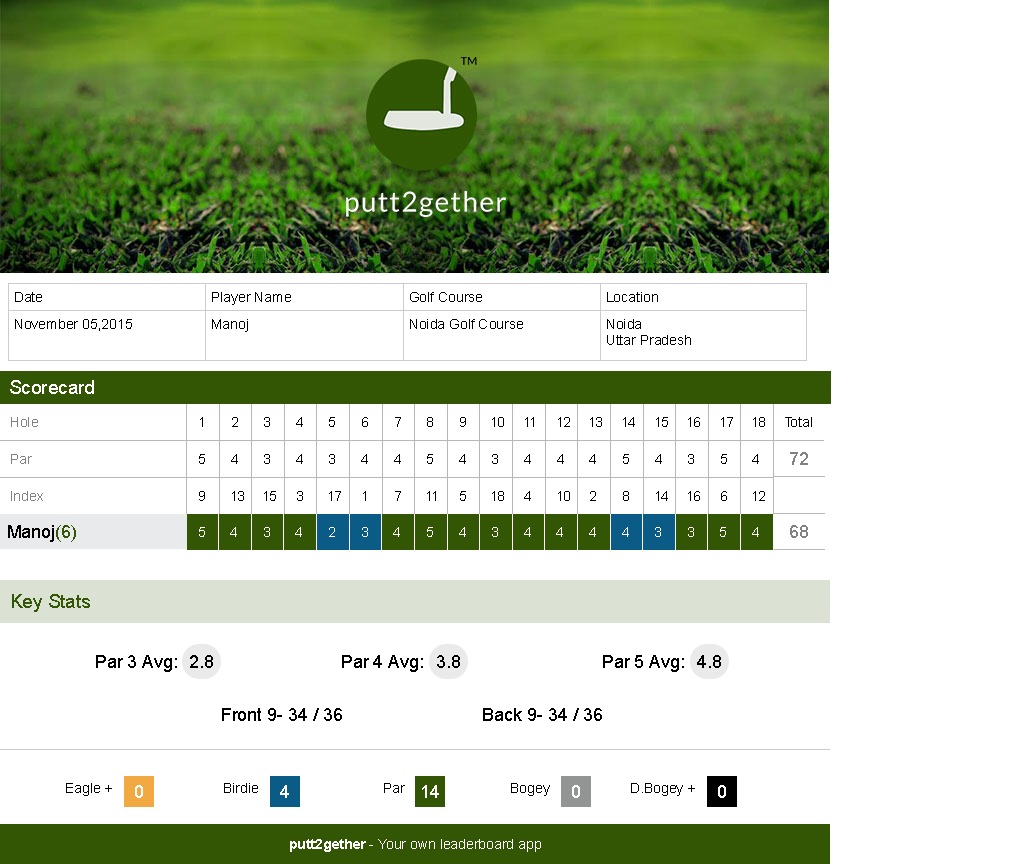 TM
putt2gether
Date Player Name Golf Course Location
November 05,2015 Manoj Noida Golf Course Noida
Uttar Pradesh
Scorecard
Hole 1 2 3 4 5 6 7 8 9 10 11 12 13 14 15 16 17 18 Total
Par 5 4 3 4 3 4 4 5 4 3 4 4 4 5 4 3 5 4 72
Index 9 13 15 3 17 1 7 11 5 18 4 10 2 8 14 16 6 12
Manoj(6) 5 4 3 4 2 3 4 5 4 3 4 4 4 4 3 3 5 4 68
Key Stats
Par 3 Avg: 2.8 Par 4 Avg: 3.8 Par 5 Avg: 4.8
Front 9- 34 / 36 Back 9- 34 / 36
Eagle + 0 Birdie 4 Par 14 Bogey 0 D.Bogey + 0
putt2gether - Your own leaderboard app